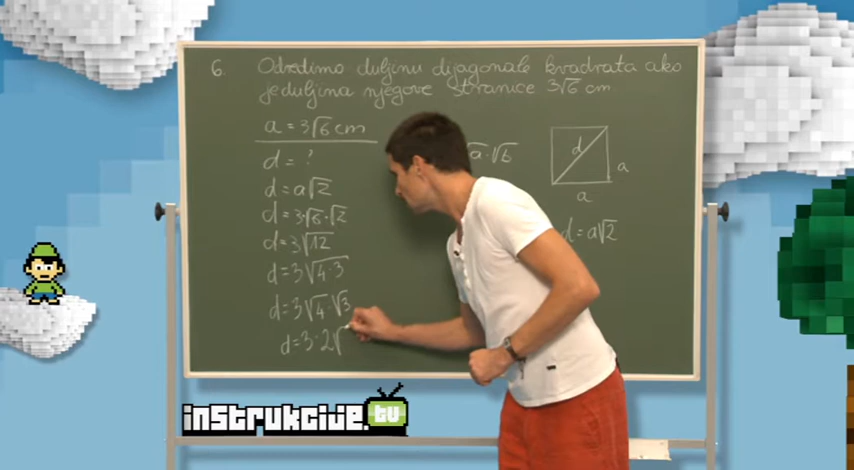 6. Odredimo duljinu dijagonale kvadrata ako
je duljina njegove stranice 3√6 cm
a = 3√6 cm
d = ?
d = a√2
d = 3·√6·√2
d = 3√12
d = 3√4·3
d = 3√4·√3
d = 3·2√
√a·√b
d
a
a
d = a√2
instrukcije.tv